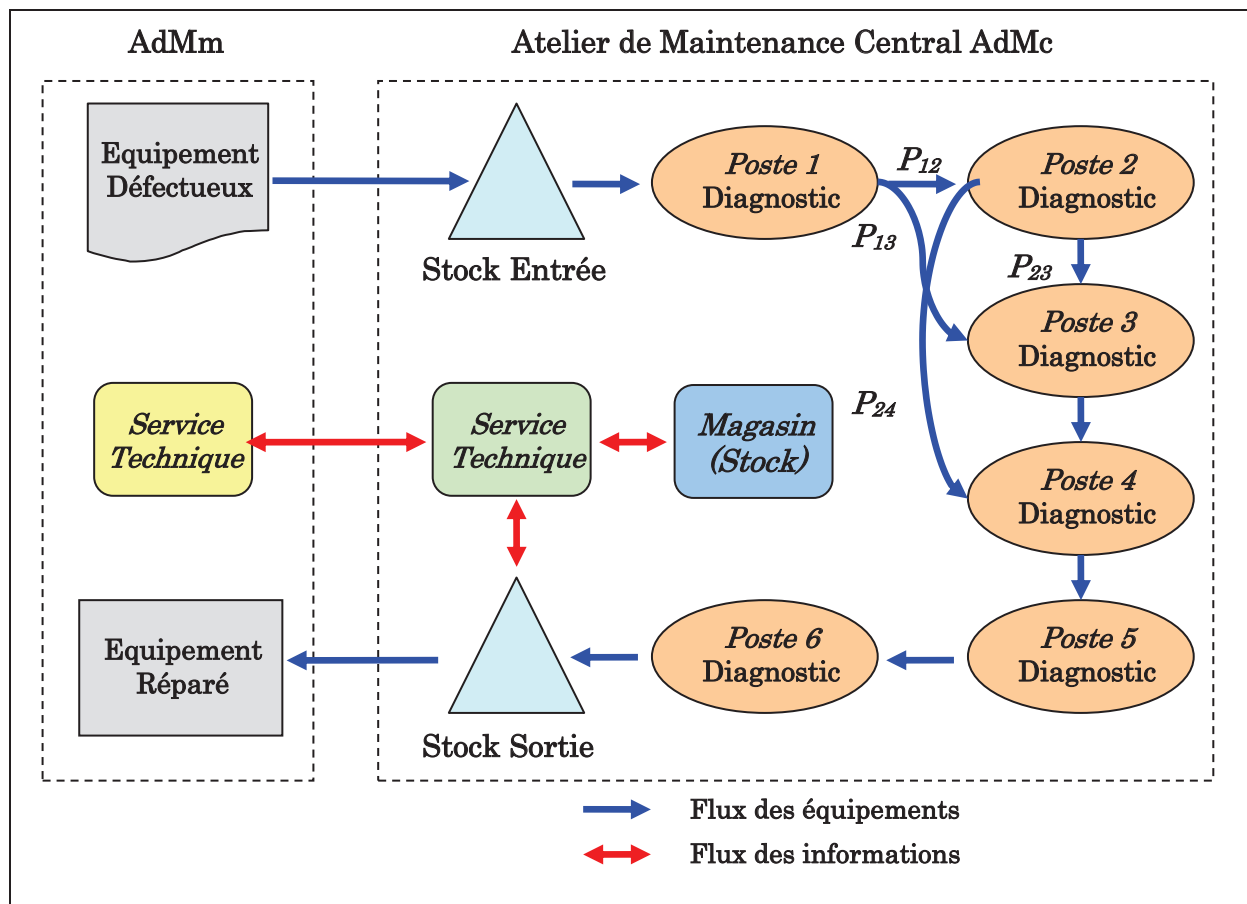 AdMm
Atelier de Maintenance Central AdMc
Equipement
Défectueux
Stock Entrée
Poste 1
Diagnostic
P12
Poste 2
Diagnostic
P13
P23
Poste 3
Diagnostic
Service
Technique
Service
Technique
Magasin
(Stock)
P24
Poste 4
Diagnostic
Equipement
Réparé
Stock Sortie
Poste 6
Diagnostic
Poste 5
Diagnostic
Flux des équipements
Flux des informations